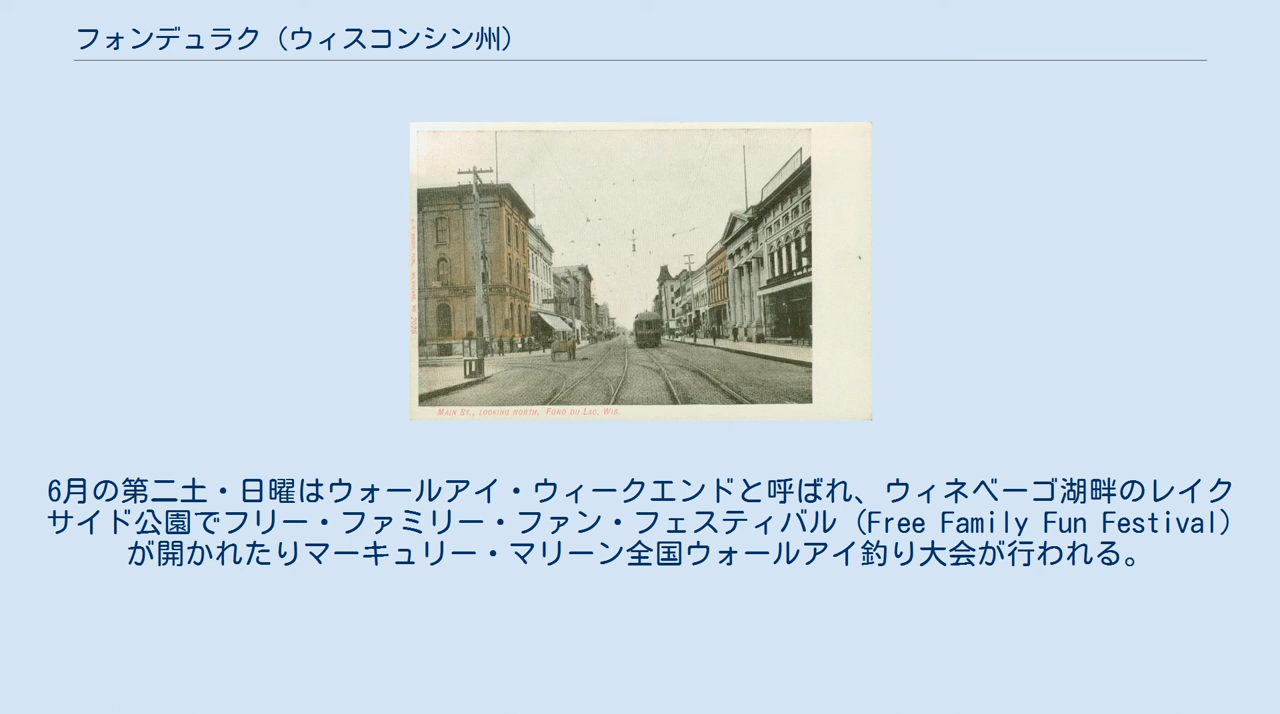 フォンデュラク（ウィスコンシン州）
MAIN ST., LOOKING NORTH, FOND DU LAC, WIS.
6月の第二土・日曜はウォールアイ・ウィークエンドと呼ばれ、ウィネベーゴ湖畔のレイク
サイド公園でフリー・ファミリー・ファン・フェスティバル（Free Family Fun Festival）
が開かれたりマーキュリー・マリーン全国ウォールアイ釣り大会が行われる。